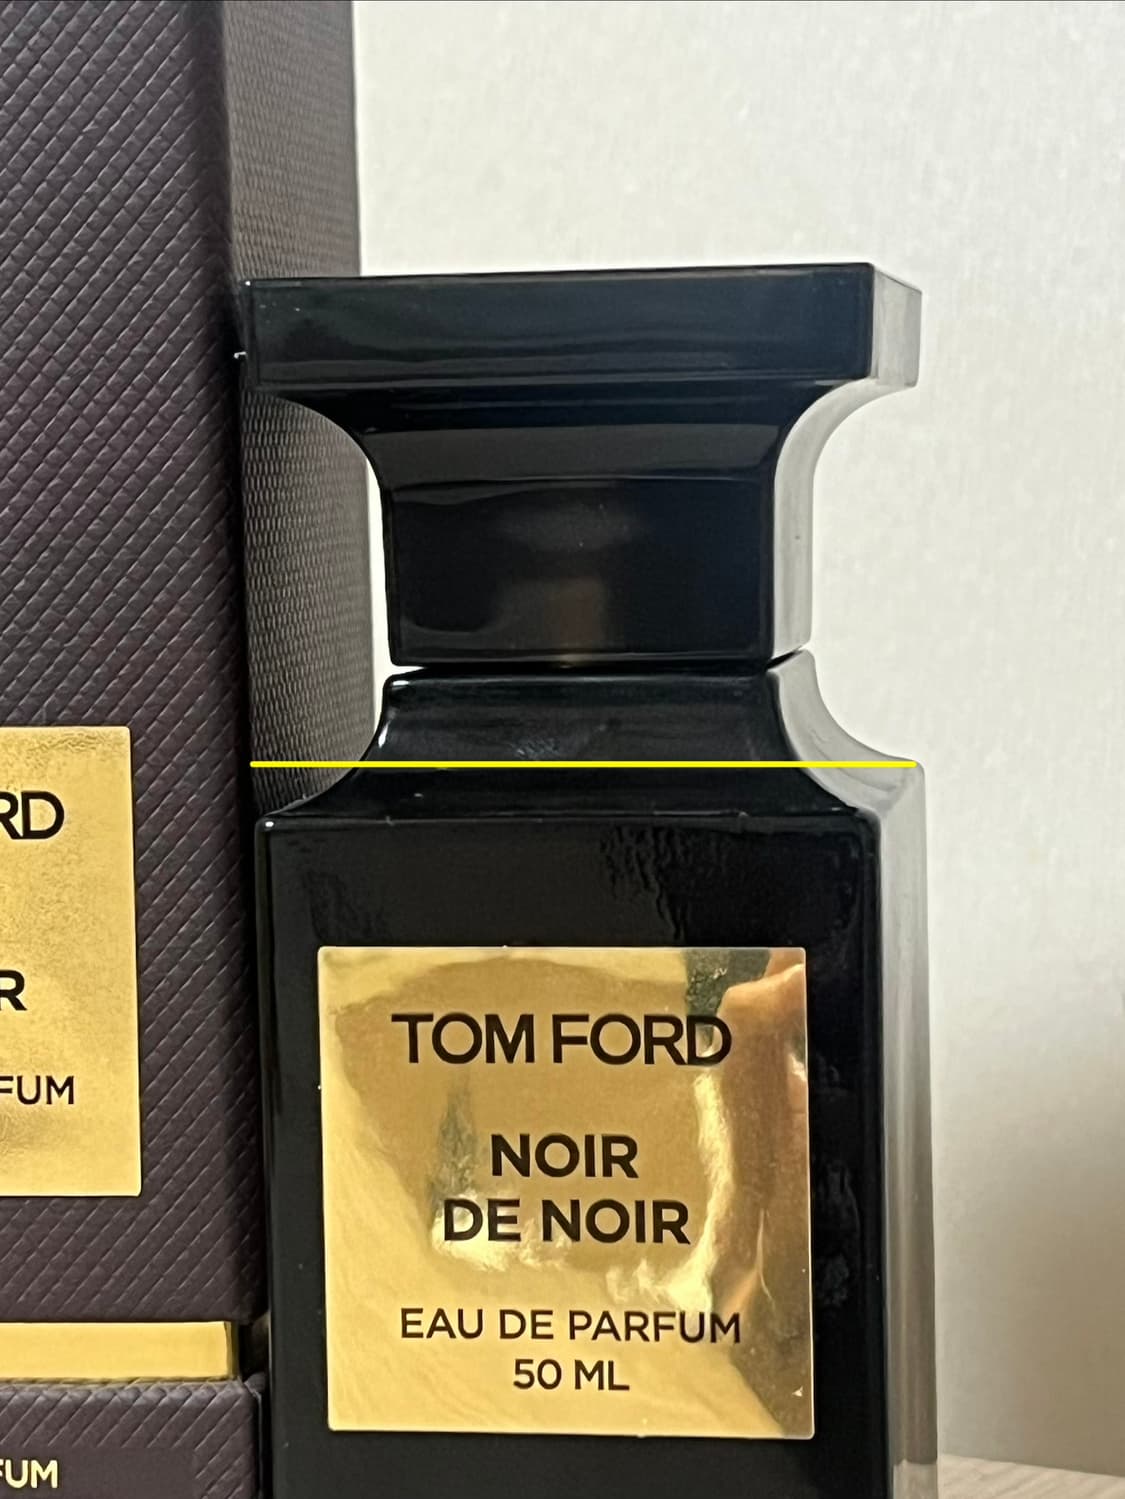 RD
R
FUM
FUM
TOM FORD
NOIR
DE NOIR
EAU DE PARFUM
50 ML